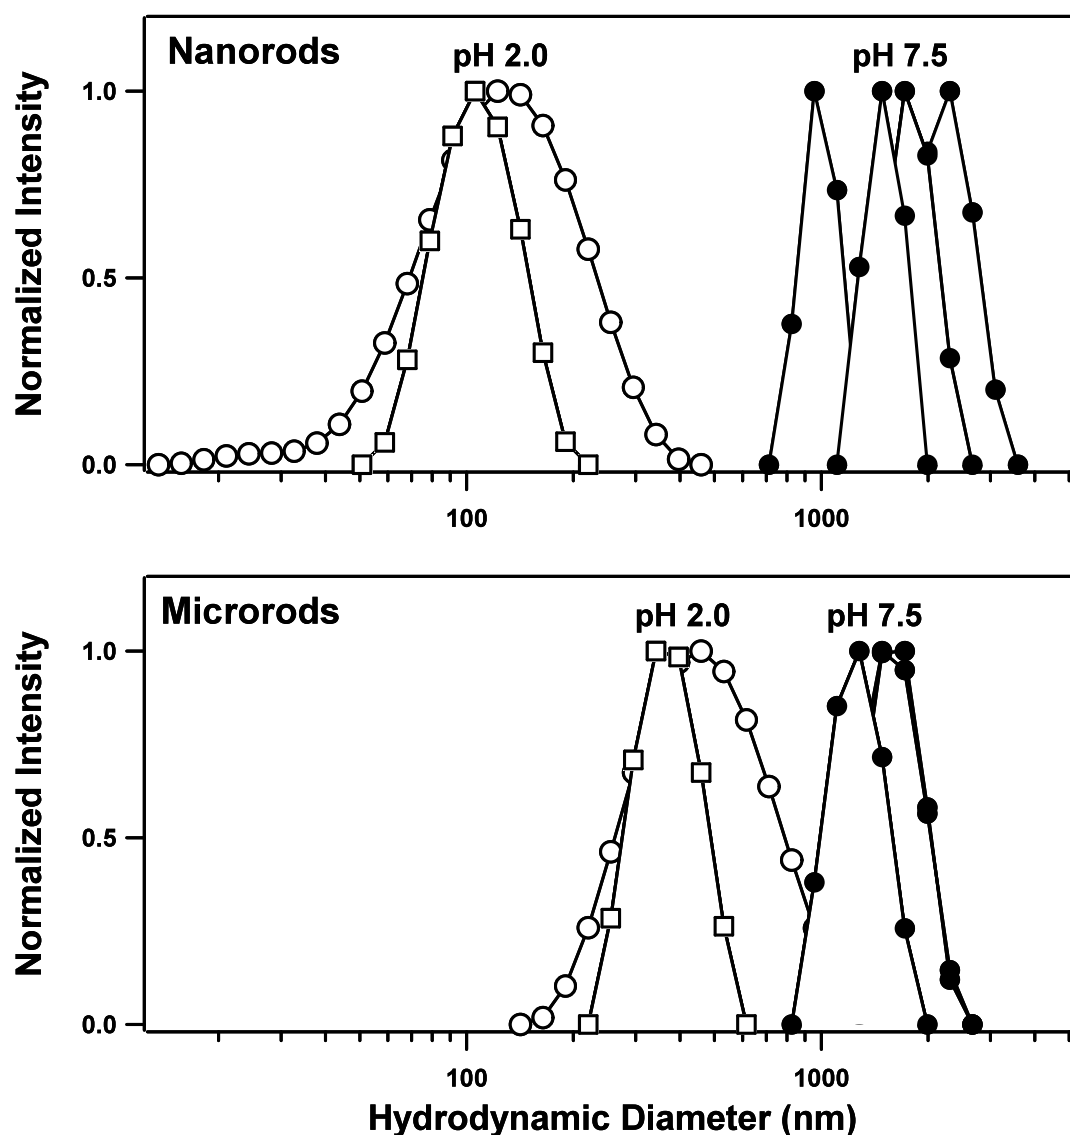 Nanorods
pH 2.0
pH 7.5
Normalized Intensity
1.0
0.5
0.0
100
1000
Microrods
pH 2.0
pH 7.5
Normalized Intensity
1.0
0.5
0.0
100
1000
Hydrodynamic Diameter (nm)